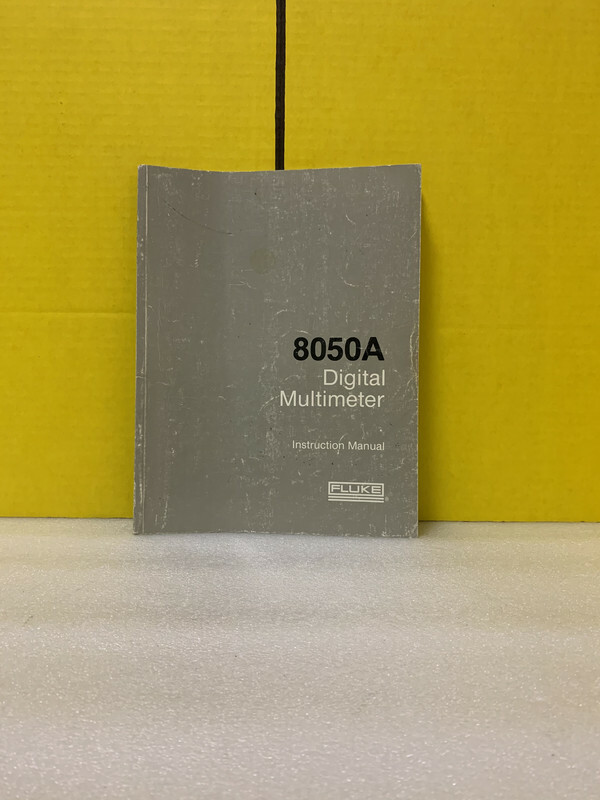 8050A
Digital
Multimeter
Instruction Manual
FLUKE
®